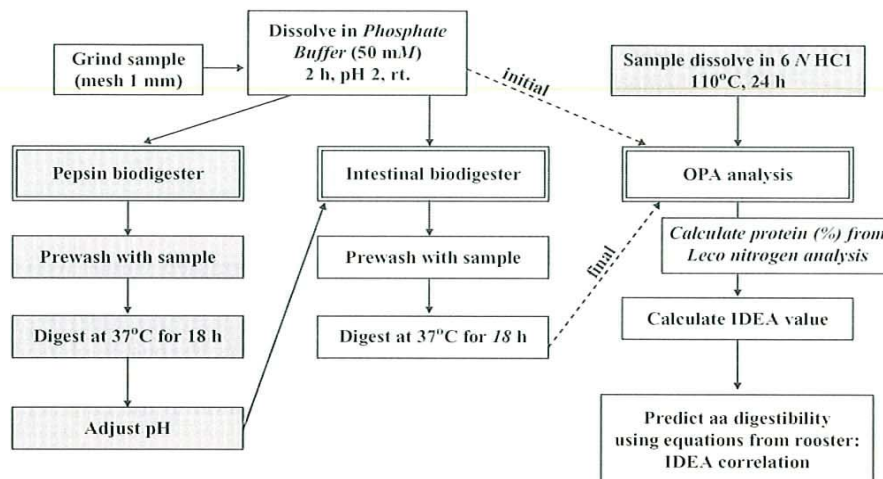 Grind sample
(mesh 1 mm)
Dissolve in Phosphate
Buffer (50 mM)
2 h, pH 2, rt.
initial
Sample dissolve in 6 N HC1
110°C, 24 h
Pepsin biodigester
Prewash with sample
Digest at 37°C for 18 h
Adjust pH
Intestinal biodigester
Prewash with sample
Digest at 37°C for 18 h
final
OPA analysis
Calculate protein (%) from
Leco nitrogen analysis
Calculate IDEA value
Predict aa digestibility
using equations from rooster:
IDEA correlation